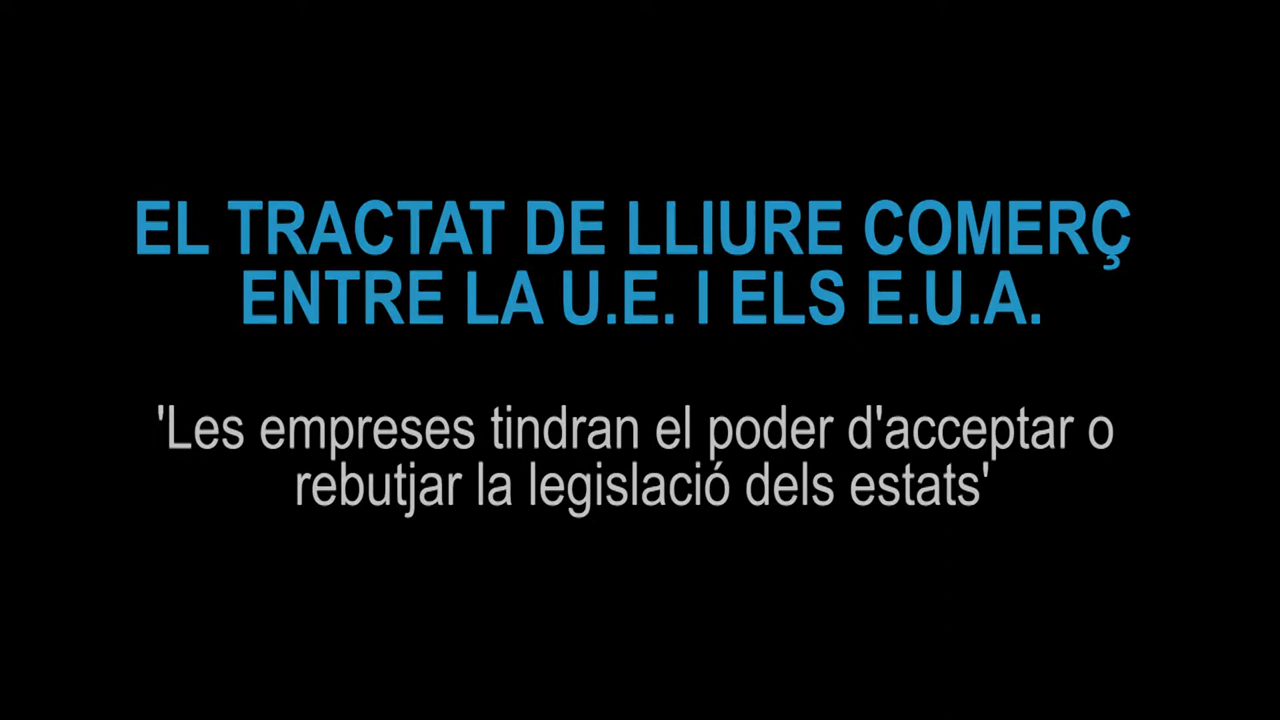 EL TRACTAT DE LLIURE COMERÇ
ENTRE LA U.E. I ELS E.U.A.
'Les empreses tindran el poder d'acceptar o
rebutjar la legislació dels estats'